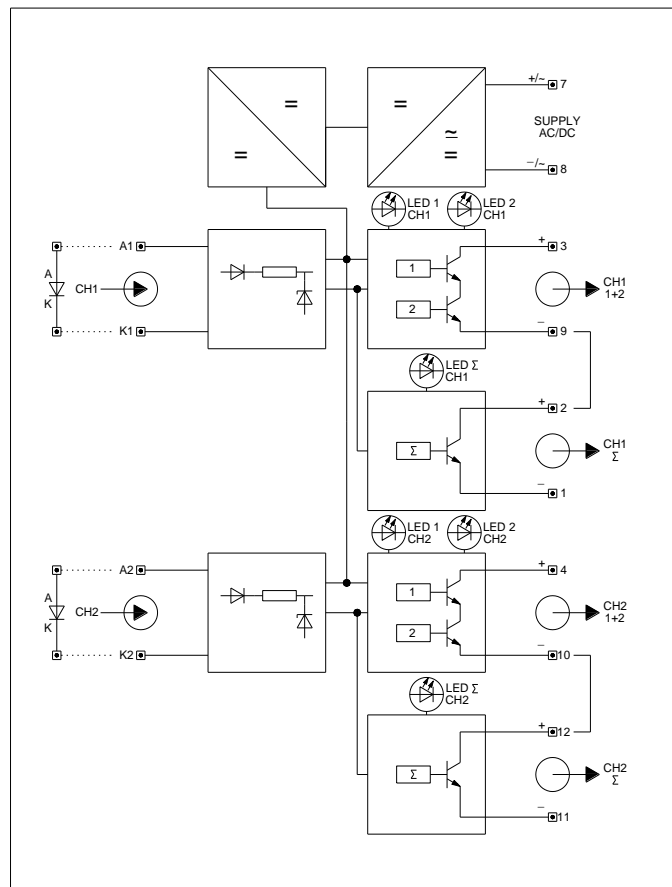 = = = ≃ =
+/~ 7
SUPPLY
AC/DC
−/~ 8
LED 1
CH1
LED 2
CH1
A1
A
K
CH1
K1
1
2
+ 3
CH1
1+2
− 9
LED Σ
CH1
Σ
+ 2
CH1
Σ
− 1
LED 1
CH2
LED 2
CH2
A2
A
K
CH2
K2
1
2
+ 4
CH2
1+2
− 10
LED Σ
CH2
Σ
+ 12
CH2
Σ
− 11